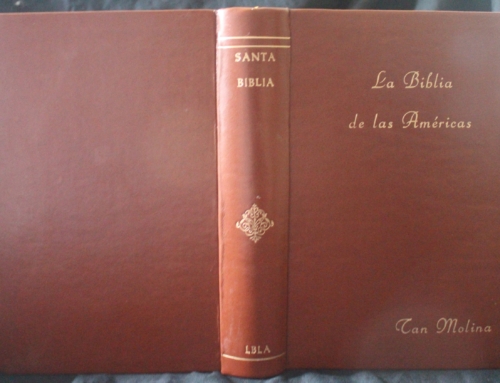 SANTA
BIBLIA
LBLA
La Biblia
de las Américas
Tan Molina